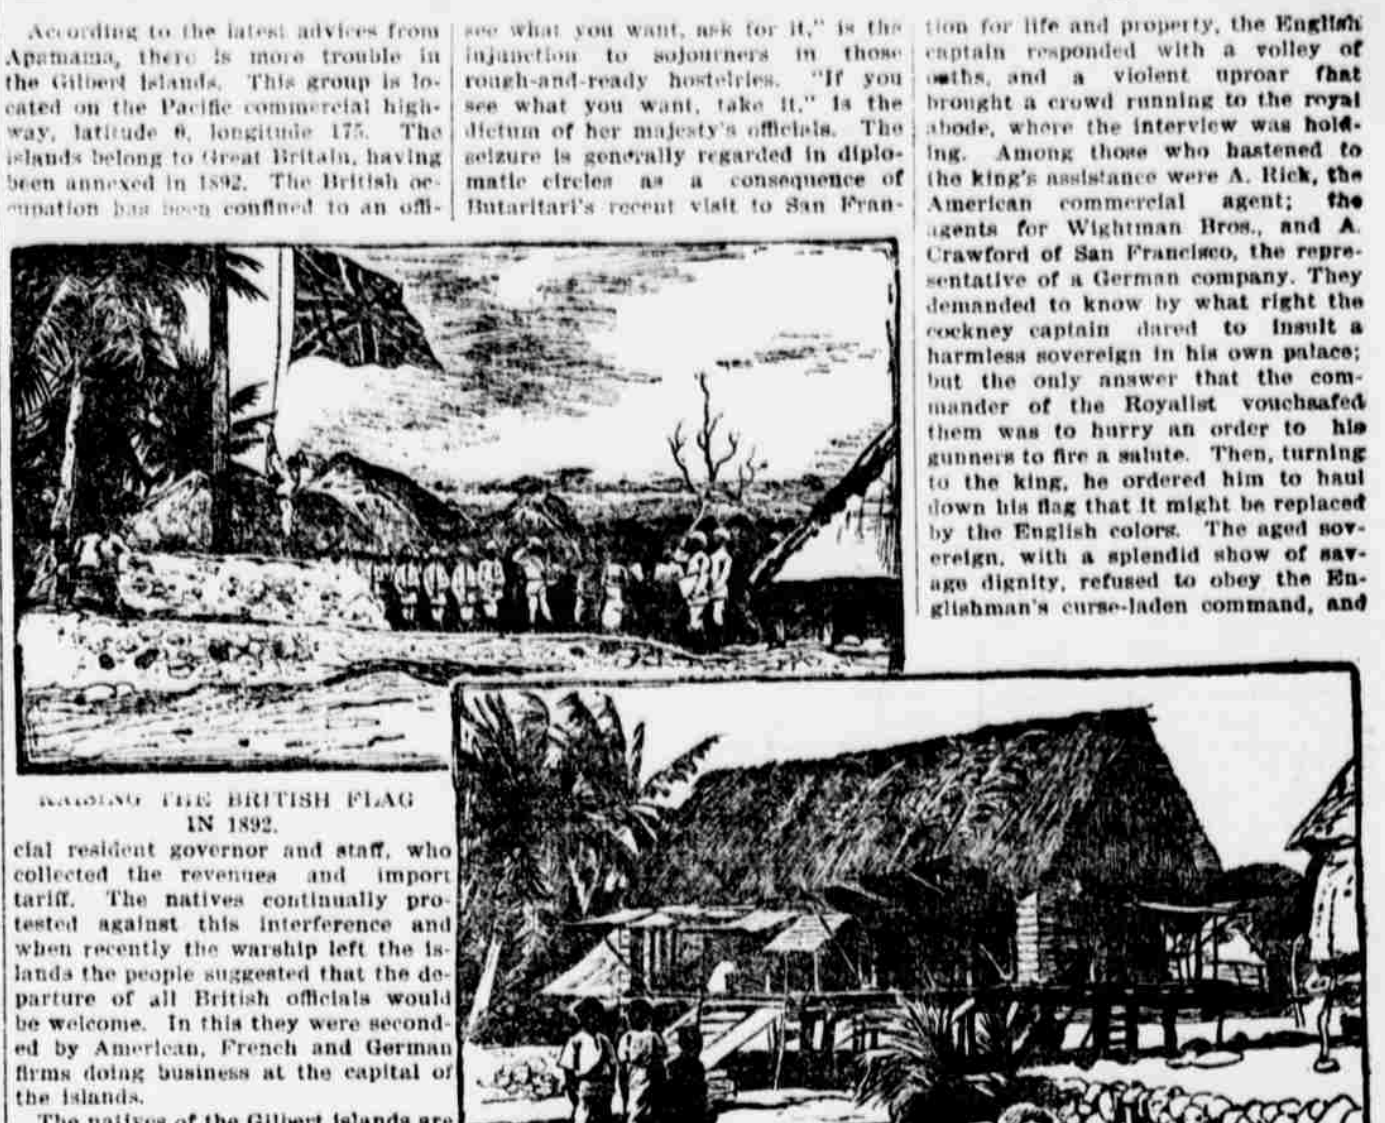 According to the latest advices from
Apamama, there is more trouble in
the Gilbert Islands. This group is lo-
cated on the Pacific commercial high-
way, latitude 0, longitude 175. The
islands belong to Great Britain, having
been annexed in 1892. The British oc-
cupation has been confined to an offi-
RAISING THE BRITISH FLAG
IN 1892.
cial resident governor and staff, who
collected the revenues and import
tariff. The natives continually pro-
tested against this interference and
when recently the warship left the is-
lands the people suggested that the de-
parture of all British officials would
be welcome. In this they were second-
ed by American, French and German
firms doing business at the capital of
the islands.
The natives of the Gilbert islands are
see what you want, ask for it," is the
injunction to sojourners in those
rough-and-ready hostelries. "If you
see what you want, take it," is the
dictum of her majesty's officials. The
seizure is generally regarded in diplo-
matic circles as a consequence of
Butaritari's recent visit to San Fran-
tion for life and property, the English
captain responded with a volley of
oaths, and a violent uproar that
brought a crowd running to the royal
abode, where the interview was hold-
ing. Among those who hastened to
the king's assistance were A. Rick, the
American commercial agent; the
agents for Wightman Bros., and A.
Crawford of San Francisco, the repre-
sentative of a German company. They
demanded to know by what right the
cockney captain dared to insult a
harmless sovereign in his own palace;
but the only answer that the com-
mander of the Royalist vouchsafed
them was to hurry an order to his
gunners to fire a salute. Then, turning
to the king, he ordered him to haul
down his flag that it might be replaced
by the English colors. The aged sov-
ereign, with a splendid show of sav-
age dignity, refused to obey the En-
glishman's curse-laden command, and